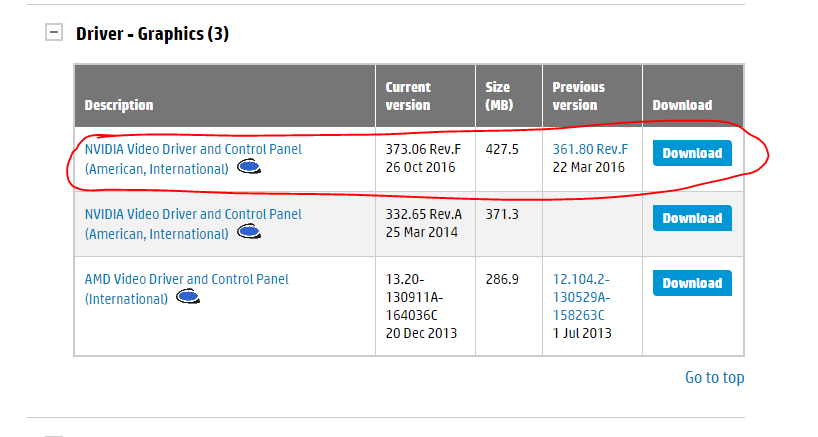 Driver - Graphics (3)
Description
Current
version
Size
(MB)
Previous
version
Download
NVIDIA Video Driver and Control Panel
(American, International)
373.06 Rev.F
26 Oct 2016
427.5
361.80 Rev.F
22 Mar 2016
Download
NVIDIA Video Driver and Control Panel
(American, International)
332.65 Rev.A
25 Mar 2014
371.3
Download
AMD Video Driver and Control Panel
(International)
13.20-
130911A-
164036C
20 Dec 2013
286.9
12.104.2-
130529A-
158263C
1 Jul 2013
Download
Go to top